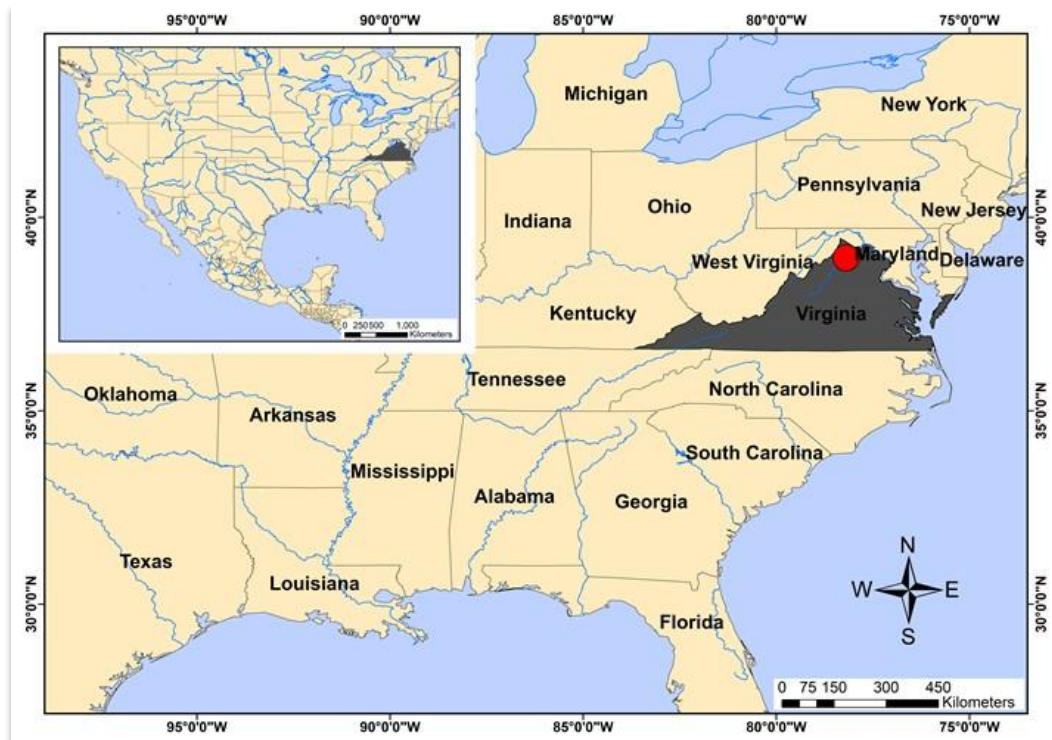 95°0'0"W 90°0'0"W 85°0'0"W 80°0'0"W 75°0'0"W
Michigan
New York
Pennsylvania
40°0'0"N
Ohio
New Jersey
40°0'0"N
Indiana
Maryland
West Virginia
Delaware
0 250 500 1,000
Kilometers
Kentucky
Virginia
Tennessee
Oklahoma
North Carolina
35°0'0"N
Arkansas
35°0'0"N
South Carolina
Mississippi
Alabama
Georgia
Texas
Louisiana
N
W E
S
30°0'0"N
30°0'0"N
Florida
0 75 150 300 450
Kilometers
95°0'0"W 90°0'0"W 85°0'0"W 80°0'0"W 75°0'0"W